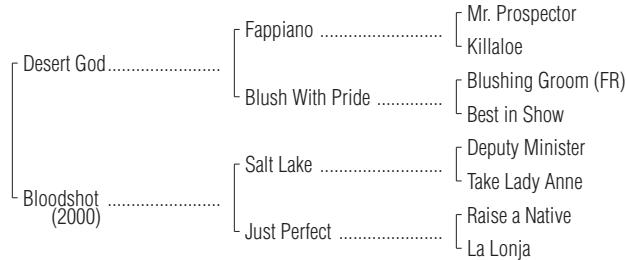 Mr. Prospector
Fappiano ........................
Killaloe
Desert God......................
Blushing Groom (FR)
Blush With Pride ...............
Best in Show
Deputy Minister
Salt Lake ........................
Take Lady Anne
Bloodshot ......................
(2000)
Raise a Native
Just Perfect .....................
La Lonja